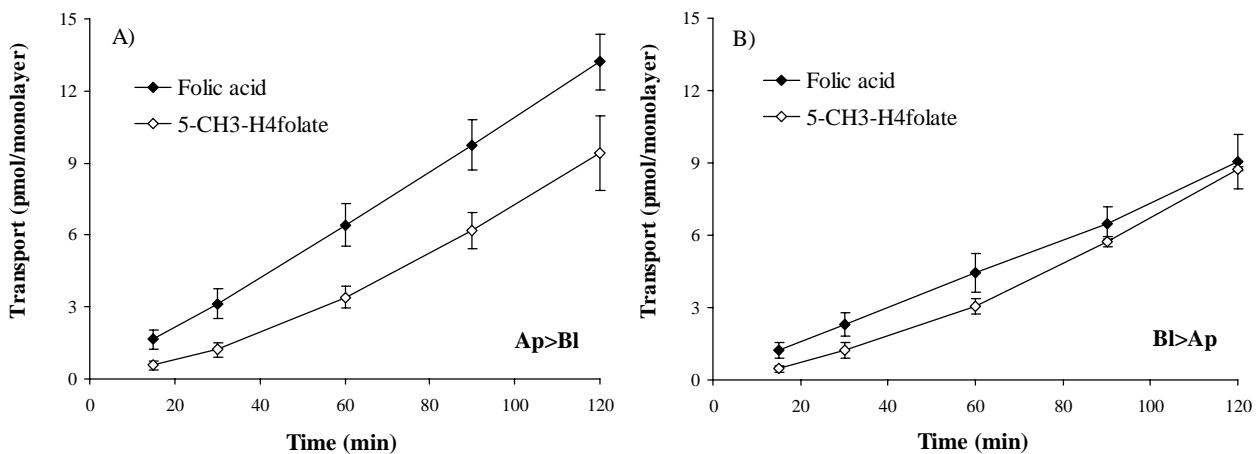 A)
Folic acid
5-CH3-H4folate
Ap>Bl
Transport (pmol/monolayer)
15
12
9
6
3
0
0 20 40 60 80 100 120
Time (min)
B)
Folic acid
5-CH3-H4folate
Bl>Ap
Transport (pmol/monolayer)
15
12
9
6
3
0
0 20 40 60 80 100 120
Time (min)